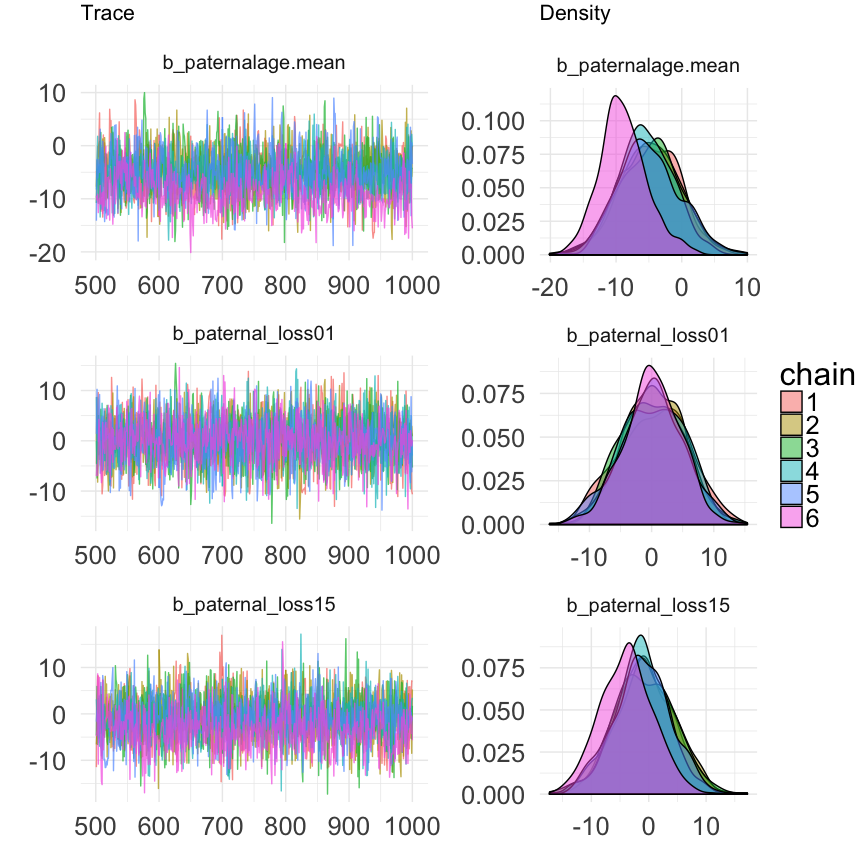 Trace
Density
b_paternalage.mean
10
0
-10
-20
500 600 700 800 900 1000
b_paternalage.mean
0.100
0.075
0.050
0.025
0.000
-20 -10 0 10
b_paternal_loss01
10
0
-10
500 600 700 800 900 1000
b_paternal_loss01
0.075
0.050
0.025
0.000
-10 0 10
b_paternal_loss15
10
0
-10
500 600 700 800 900 1000
b_paternal_loss15
0.075
0.050
0.025
0.000
-10 0 10
chain
1
2
3
4
5
6